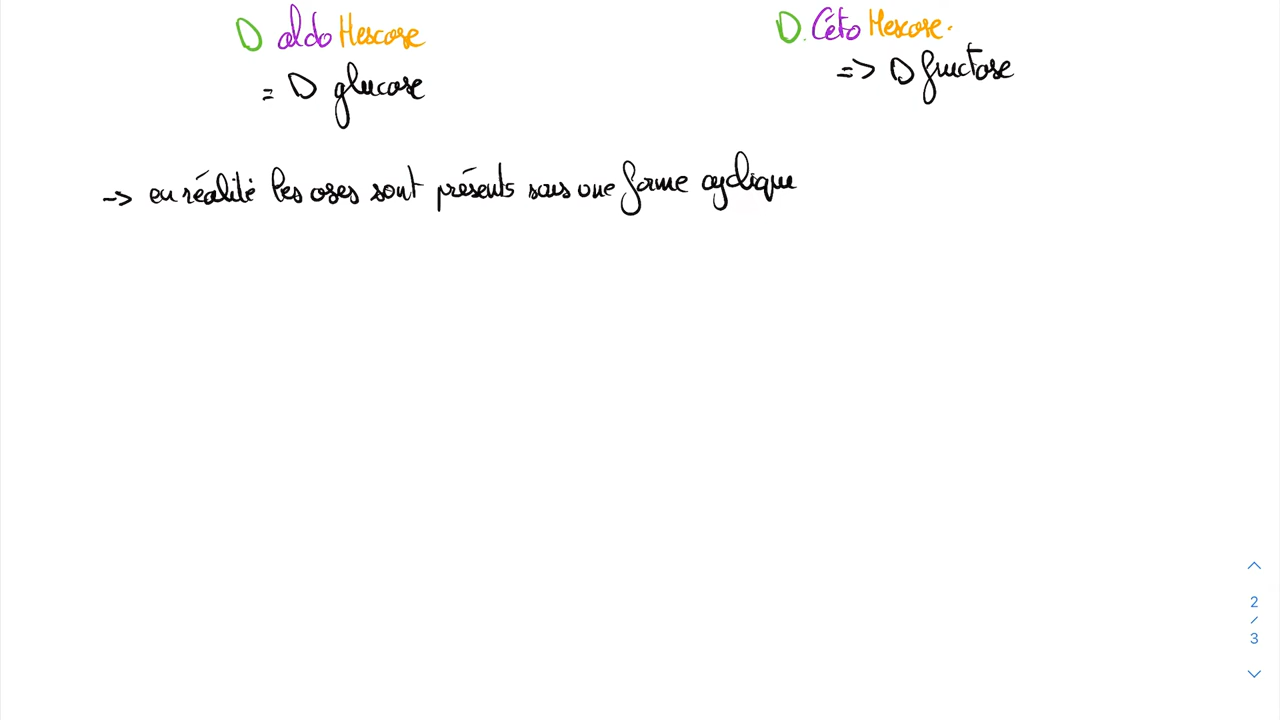 D aldo Hexose
D. Céto Hexose.
= D glucose
=> D fructose
-> en réalité les oses sont présents sous une forme cyclique
2
/
3